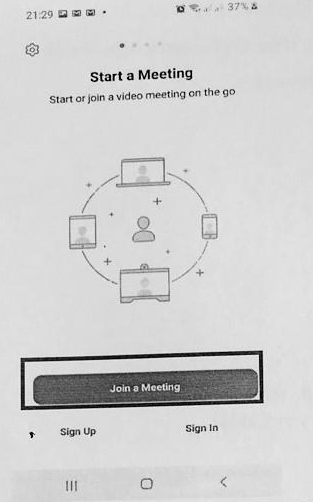 21:29 37%
Start a Meeting
Start or join a video meeting on the go
Join a Meeting
Sign Up Sign In